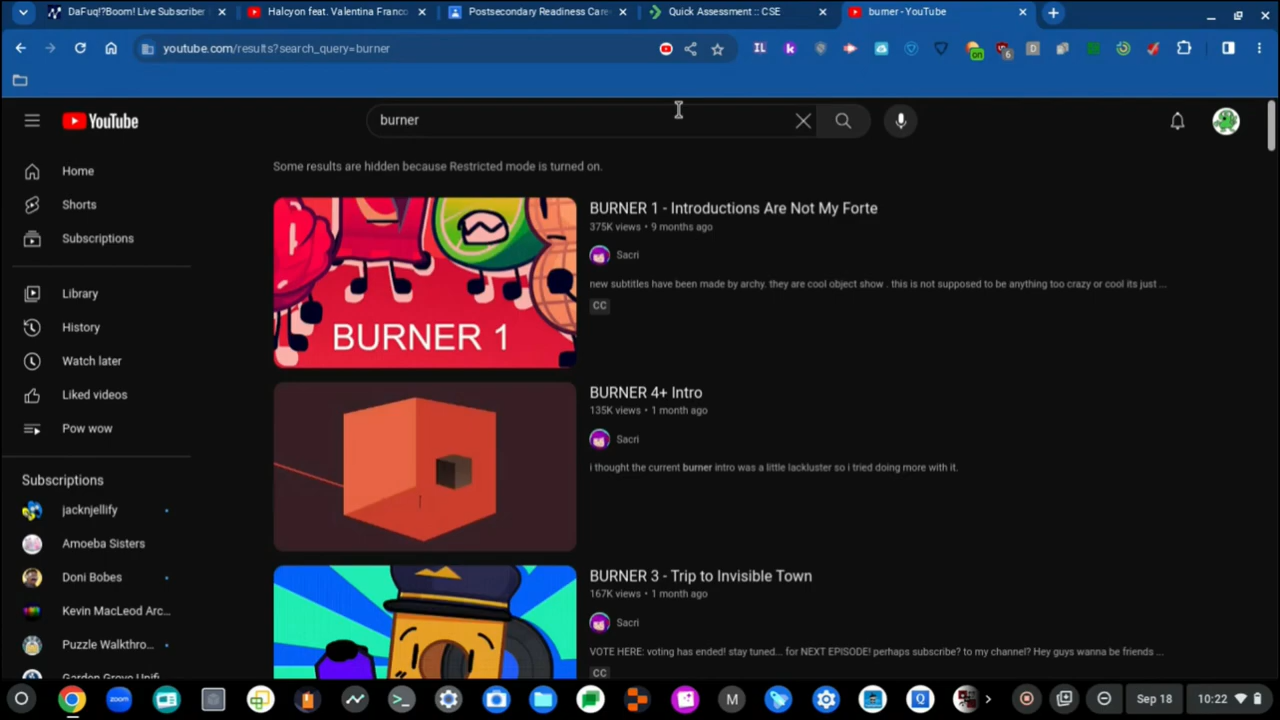 DaFuq!?Boom! Live Subscriber
Halcyon feat. Valentina Franco
Postsecondary Readiness Care
Quick Assessment :: CSE
burner - YouTube
youtube.com/results?search_query=burner
IL
k
on
6
D
YouTube
burner
Home
Shorts
Subscriptions
Library
History
Watch later
Liked videos
Pow wow
Subscriptions
jacknjellify
Amoeba Sisters
Doni Bobes
Kevin MacLeod Arc...
Puzzle Walkthro...
Garden Grove Unifi
Some results are hidden because Restricted mode is turned on.
BURNER 1
BURNER 1 - Introductions Are Not My Forte
375K views • 9 months ago
Sacri
new subtitles have been made by archy. they are cool object show . this is not supposed to be anything too crazy or cool its just ...
CC
BURNER 4+ Intro
135K views • 1 month ago
Sacri
i thought the current burner intro was a little lackluster so i tried doing more with it.
BURNER 3 - Trip to Invisible Town
167K views • 1 month ago
Sacri
VOTE HERE: voting has ended! stay tuned... for NEXT EPISODE! perhaps subscribe? to my channel? Hey guys wanna be friends ...
CC
zoom
M
Q
Sep 18
10:22